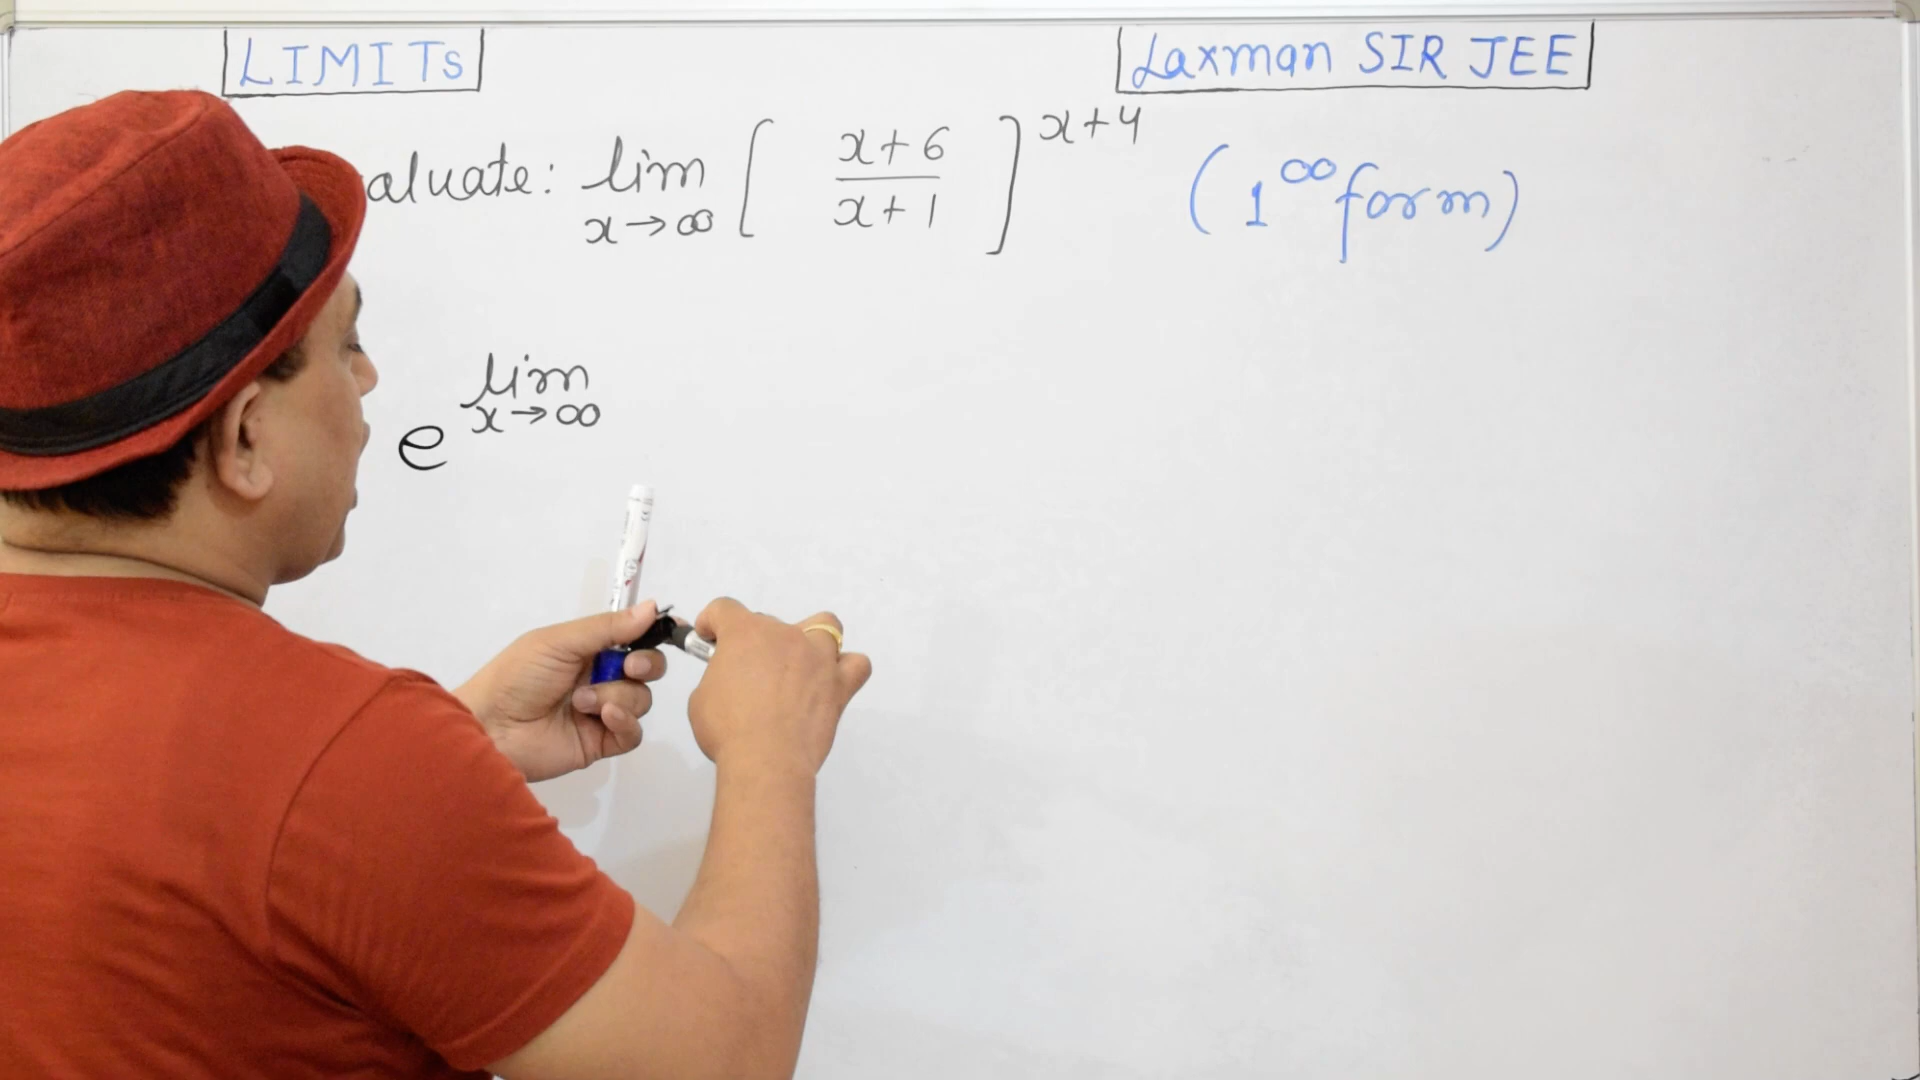 LIMITs
Laxman SIR JEE
aluate: lim x→∞ [ x+6 / x+1 ]^x+4 (1^∞ form)
e^lim x→∞